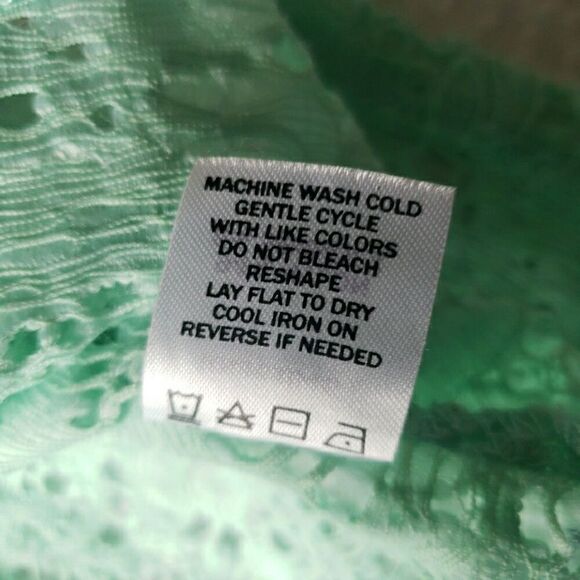 MACHINE WASH COLD
GENTLE CYCLE
WITH LIKE COLORS
DO NOT BLEACH
RESHAPE
LAY FLAT TO DRY
COOL IRON ON
REVERSE IF NEEDED